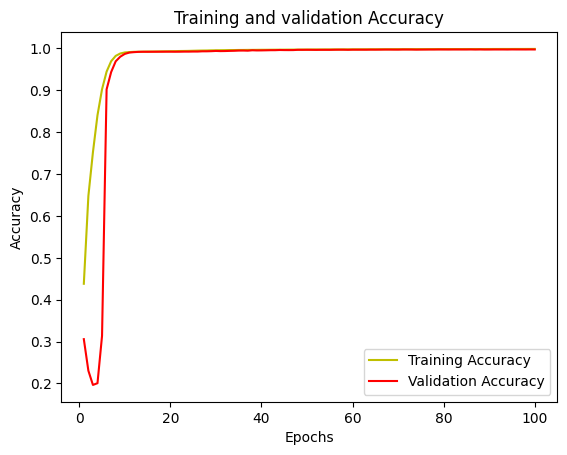 Training and validation Accuracy
1.0
0.9
0.8
0.7
0.6
0.5
0.4
0.3
0.2
Accuracy
Training Accuracy
Validation Accuracy
0 20 40 60 80 100
Epochs